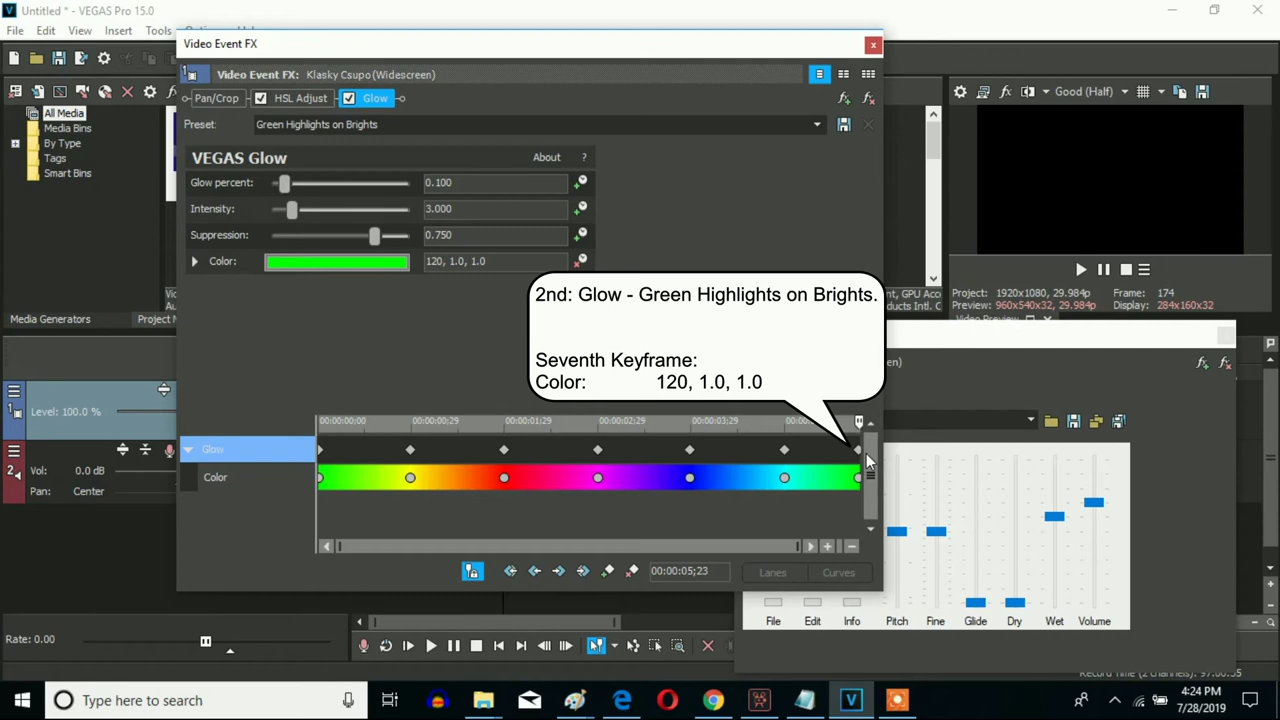 Untitled * - VEGAS Pro 15.0
File Edit View Insert Tools
Video Event FX
Video Event FX: Klasky Csupo(Widescreen)
Pan/Crop HSL Adjust Glow
Preset: Green Highlights on Brights
VEGAS Glow About ?
Glow percent: 0.100
Intensity: 3.000
Suppression: 0.750
Color: 120, 1.0, 1.0
All Media
Media Bins
By Type
Tags
Smart Bins
Media Generators
Good (Half)
Project: 1920x1080, 29.984p Frame: 174
Preview: 960x540x32, 29.984p Display: 284x160x32
Video Preview
2nd: Glow - Green Highlights on Brights.
Seventh Keyframe:
Color: 120, 1.0, 1.0
1
Level: 100.0 %
2
Vol: 0.0 dB
Pan: Center
00:00:00;00 00:00:00;29 00:00:01;29 00:00:02;29 00:00:03;29
Glow
Color
00:00:05;23 Lanes Curves
File Edit Info Pitch Fine Glide Dry Wet Volume
Rate: 0.00
Type here to search
4:24 PM
7/28/2019